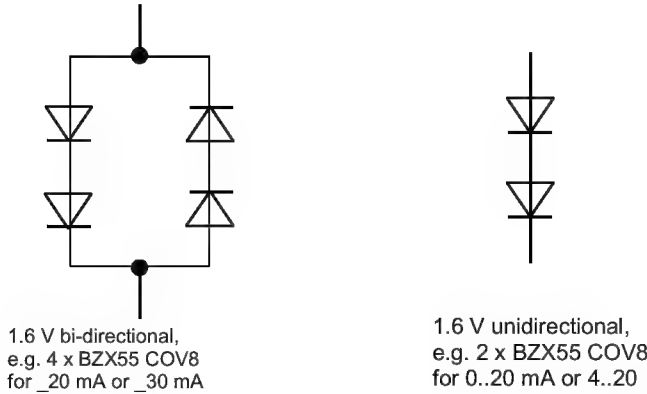 1.6 V bi-directional,
e.g. 4 x BZX55 COV8
for _20 mA or _30 mA
1.6 V unidirectional,
e.g. 2 x BZX55 COV8
for 0..20 mA or 4..20